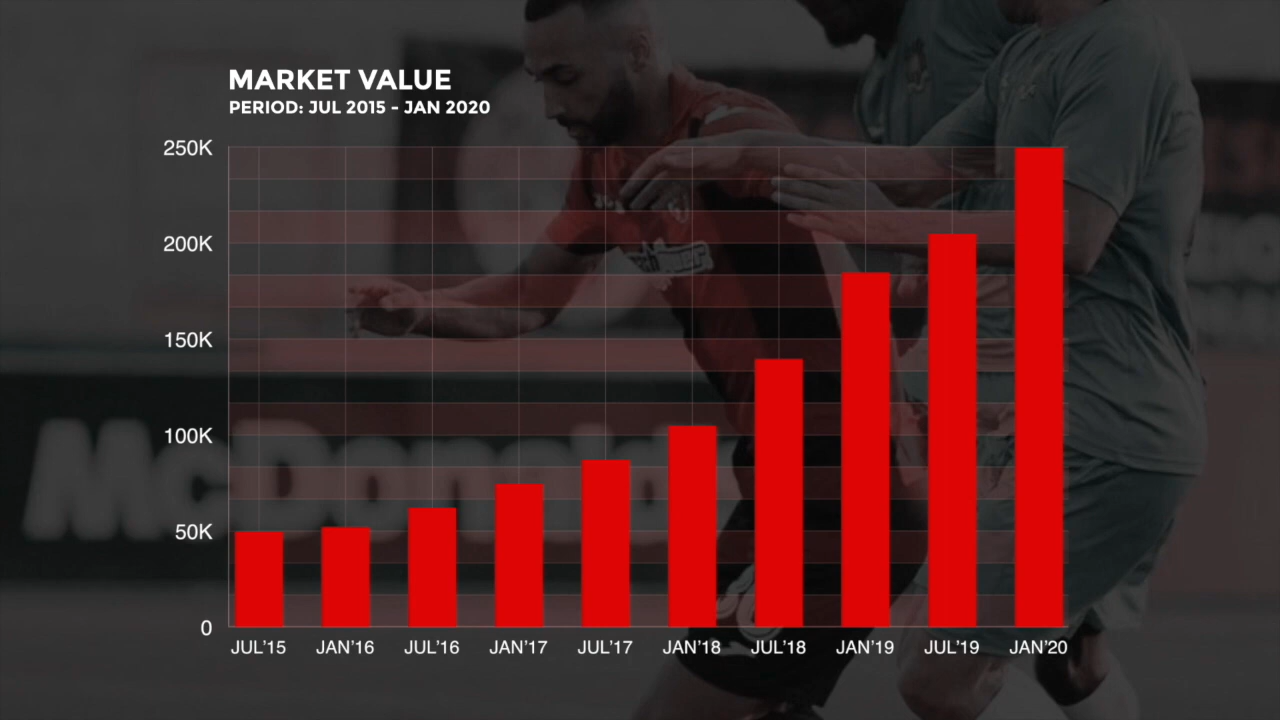 MARKET VALUE
PERIOD: JUL 2015 - JAN 2020
250K
200K
150K
100K
50K
0
JUL’15 JAN’16 JUL’16 JAN’17 JUL’17 JAN’18 JUL’18 JAN’19 JUL’19 JAN’20
McDonald